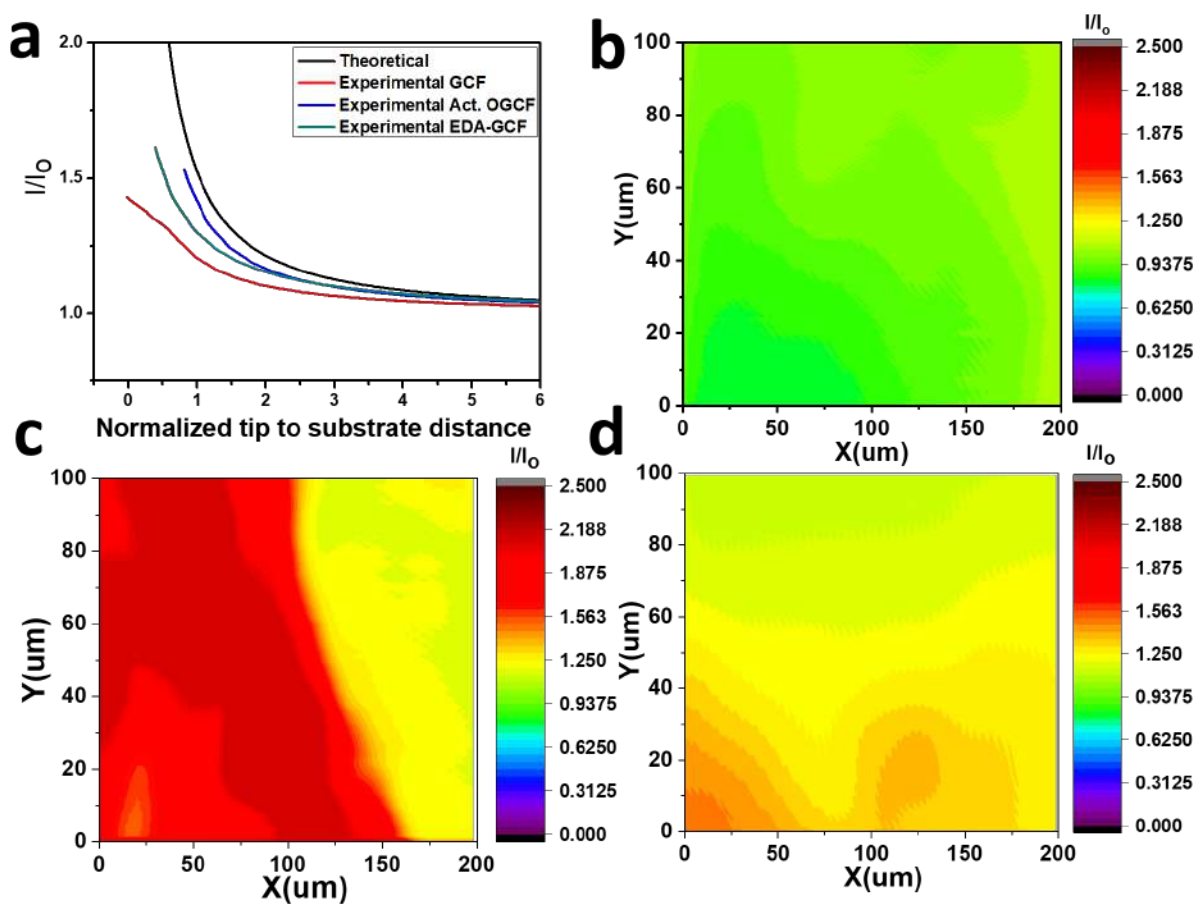 a
2.0
1.5
1.0
I/I₀
Theoretical
Experimental GCF
Experimental Act. OGCF
Experimental EDA-GCF
0 1 2 3 4 5 6
Normalized tip to substrate distance
b
100
80
60
40
20
0
Y(um)
0 50 100 150 200
X(um)
I/I₀
2.500
2.188
1.875
1.563
1.250
0.9375
0.6250
0.3125
0.000
c
100
80
60
40
20
0
Y(um)
0 50 100 150 200
X(um)
I/I₀
2.500
2.188
1.875
1.563
1.250
0.9375
0.6250
0.3125
0.000
d
100
80
60
40
20
0
Y(um)
0 50 100 150 200
X(um)
I/I₀
2.500
2.188
1.875
1.563
1.250
0.9375
0.6250
0.3125
0.000